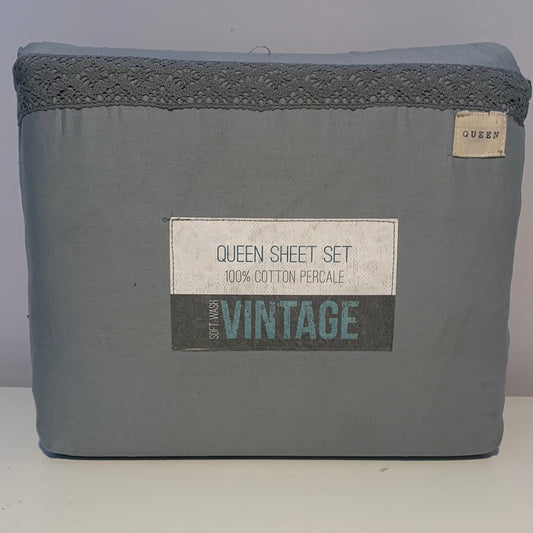 QUEEN
QUEEN SHEET SET
100% COTTON PERCALE
SOFT WASH
VINTAGE